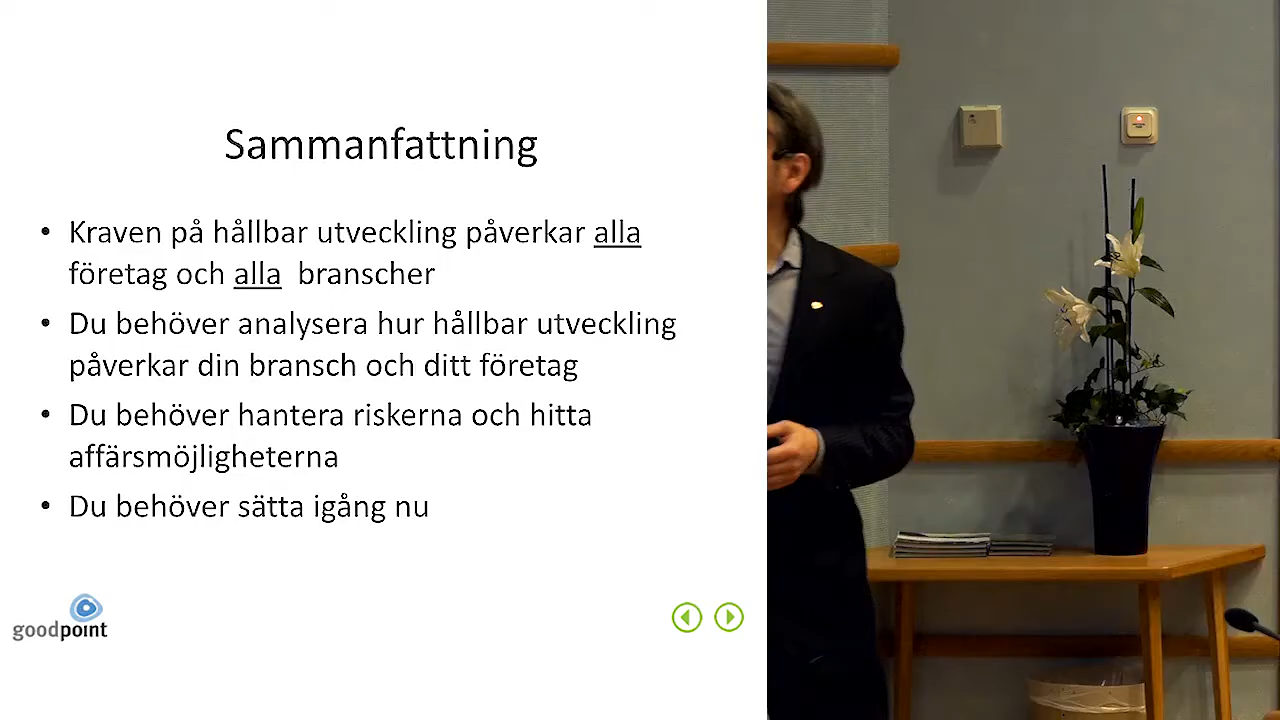 Sammanfattning
• Kraven på hållbar utveckling påverkar alla
företag och alla branscher
• Du behöver analysera hur hållbar utveckling
påverkar din bransch och ditt företag
• Du behöver hantera riskerna och hitta
affärsmöjligheterna
• Du behöver sätta igång nu
goodpoint